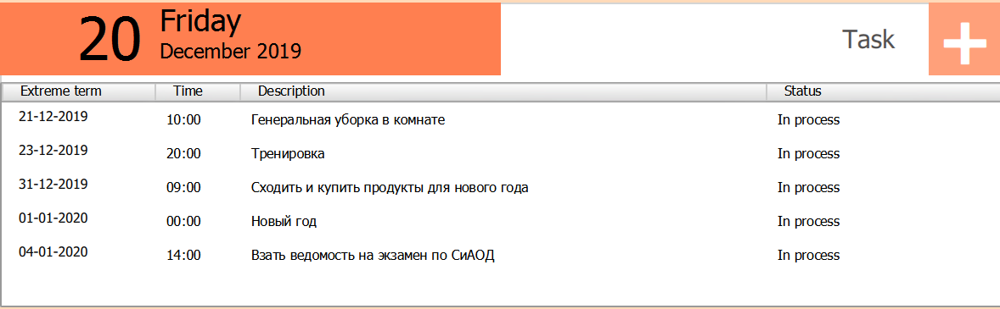 20 Friday
December 2019
Task +
Extreme term Time Description Status
21-12-2019 10:00 Генеральная уборка в комнате In process
23-12-2019 20:00 Тренировка In process
31-12-2019 09:00 Сходить и купить продукты для нового года In process
01-01-2020 00:00 Новый год In process
04-01-2020 14:00 Взать ведомость на экзамен по СиАОД In process